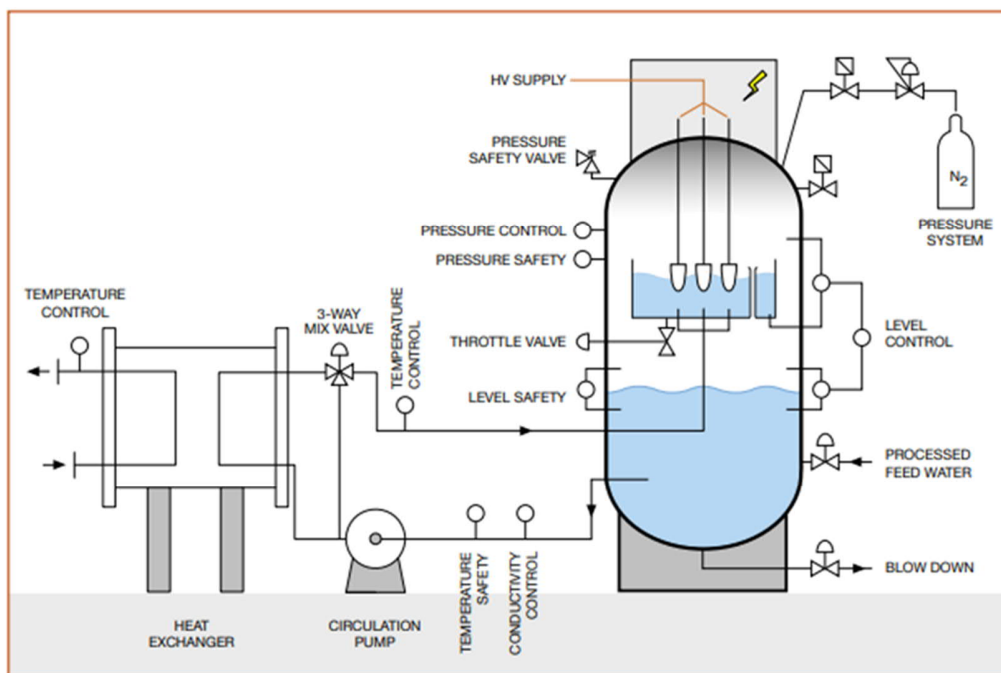 HV SUPPLY
PRESSURE
SAFETY VALVE
N2
PRESSURE
SYSTEM
PRESSURE CONTROL
PRESSURE SAFETY
TEMPERATURE
CONTROL
3-WAY
MIX VALVE
TEMPERATURE
CONTROL
THROTTLE VALVE
LEVEL
CONTROL
LEVEL SAFETY
PROCESSED
FEED WATER
TEMPERATURE
SAFETY
CONDUCTIVITY
CONTROL
BLOW DOWN
HEAT
EXCHANGER
CIRCULATION
PUMP